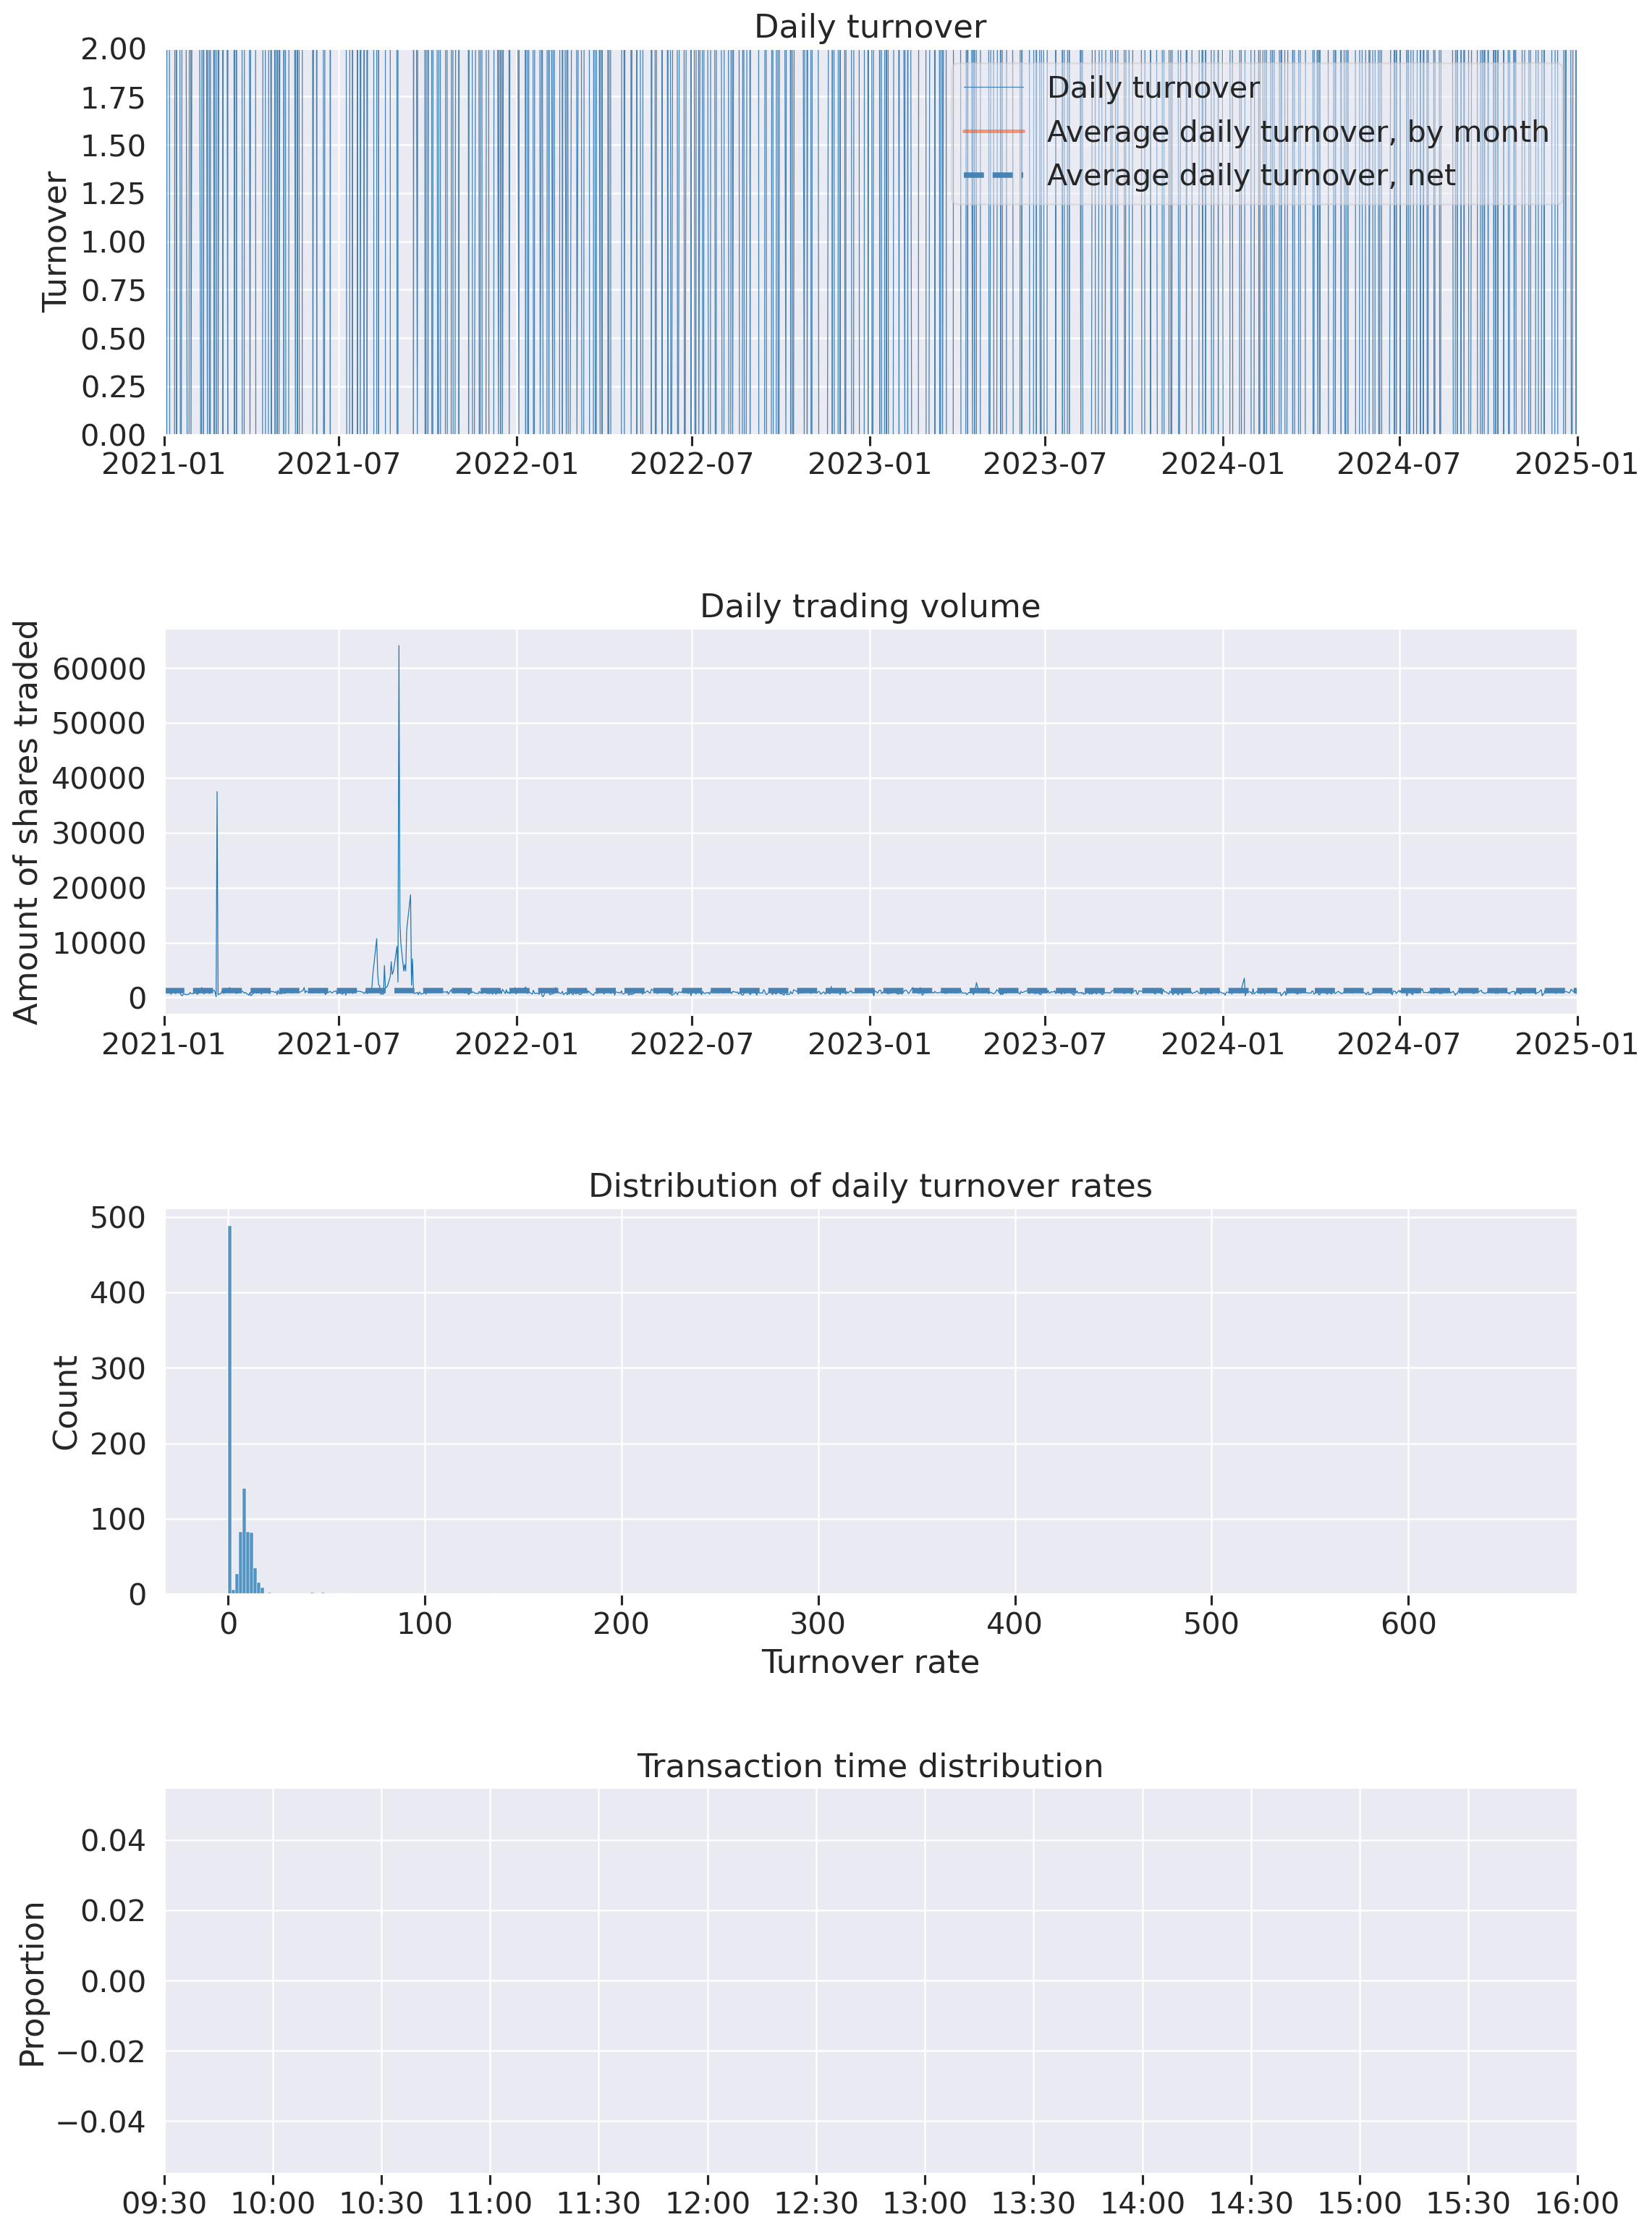 Daily turnover
2.00
1.75
1.50
1.25
1.00
0.75
0.50
0.25
0.00
Turnover
Daily turnover
Average daily turnover, by month
Average daily turnover, net
2021-01 2021-07 2022-01 2022-07 2023-01 2023-07 2024-01 2024-07 2025-01
Daily trading volume
60000
50000
40000
30000
20000
10000
0
Amount of shares traded
2021-01 2021-07 2022-01 2022-07 2023-01 2023-07 2024-01 2024-07 2025-01
Distribution of daily turnover rates
500
400
300
200
100
0
Count
0 100 200 300 400 500 600
Turnover rate
Transaction time distribution
0.04
0.02
0.00
−0.02
−0.04
Proportion
09:30 10:00 10:30 11:00 11:30 12:00 12:30 13:00 13:30 14:00 14:30 15:00 15:30 16:00